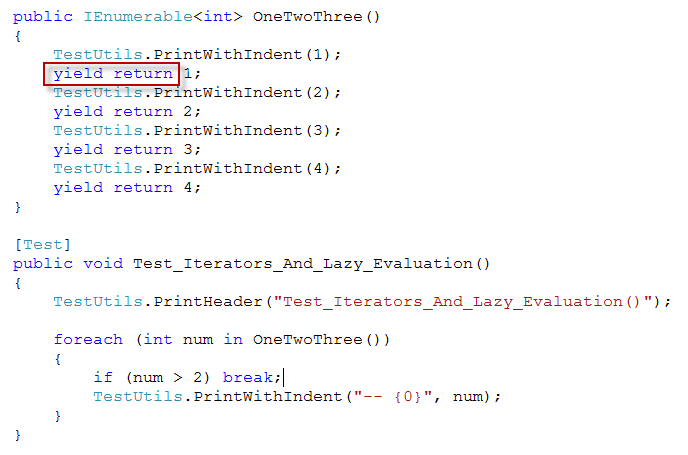 public IEnumerable<int> OneTwoThree()
{
    TestUtils.PrintWithIndent(1);
    yield return 1;
    TestUtils.PrintWithIndent(2);
    yield return 2;
    TestUtils.PrintWithIndent(3);
    yield return 3;
    TestUtils.PrintWithIndent(4);
    yield return 4;
}

[Test]
public void Test_Iterators_And_Lazy_Evaluation()
{
    TestUtils.PrintHeader("Test_Iterators_And_Lazy_Evaluation()");

    foreach (int num in OneTwoThree())
    {
        if (num > 2) break;
        TestUtils.PrintWithIndent("-- {0}", num);
    }
}